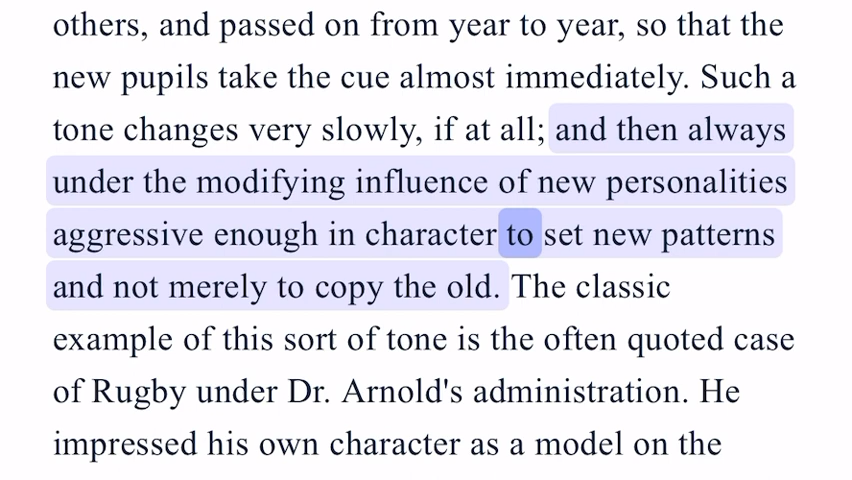 others, and passed on from year to year, so that the
new pupils take the cue almost immediately. Such a
tone changes very slowly, if at all; and then always
under the modifying influence of new personalities
aggressive enough in character to set new patterns
and not merely to copy the old. The classic
example of this sort of tone is the often quoted case
of Rugby under Dr. Arnold's administration. He
impressed his own character as a model on the